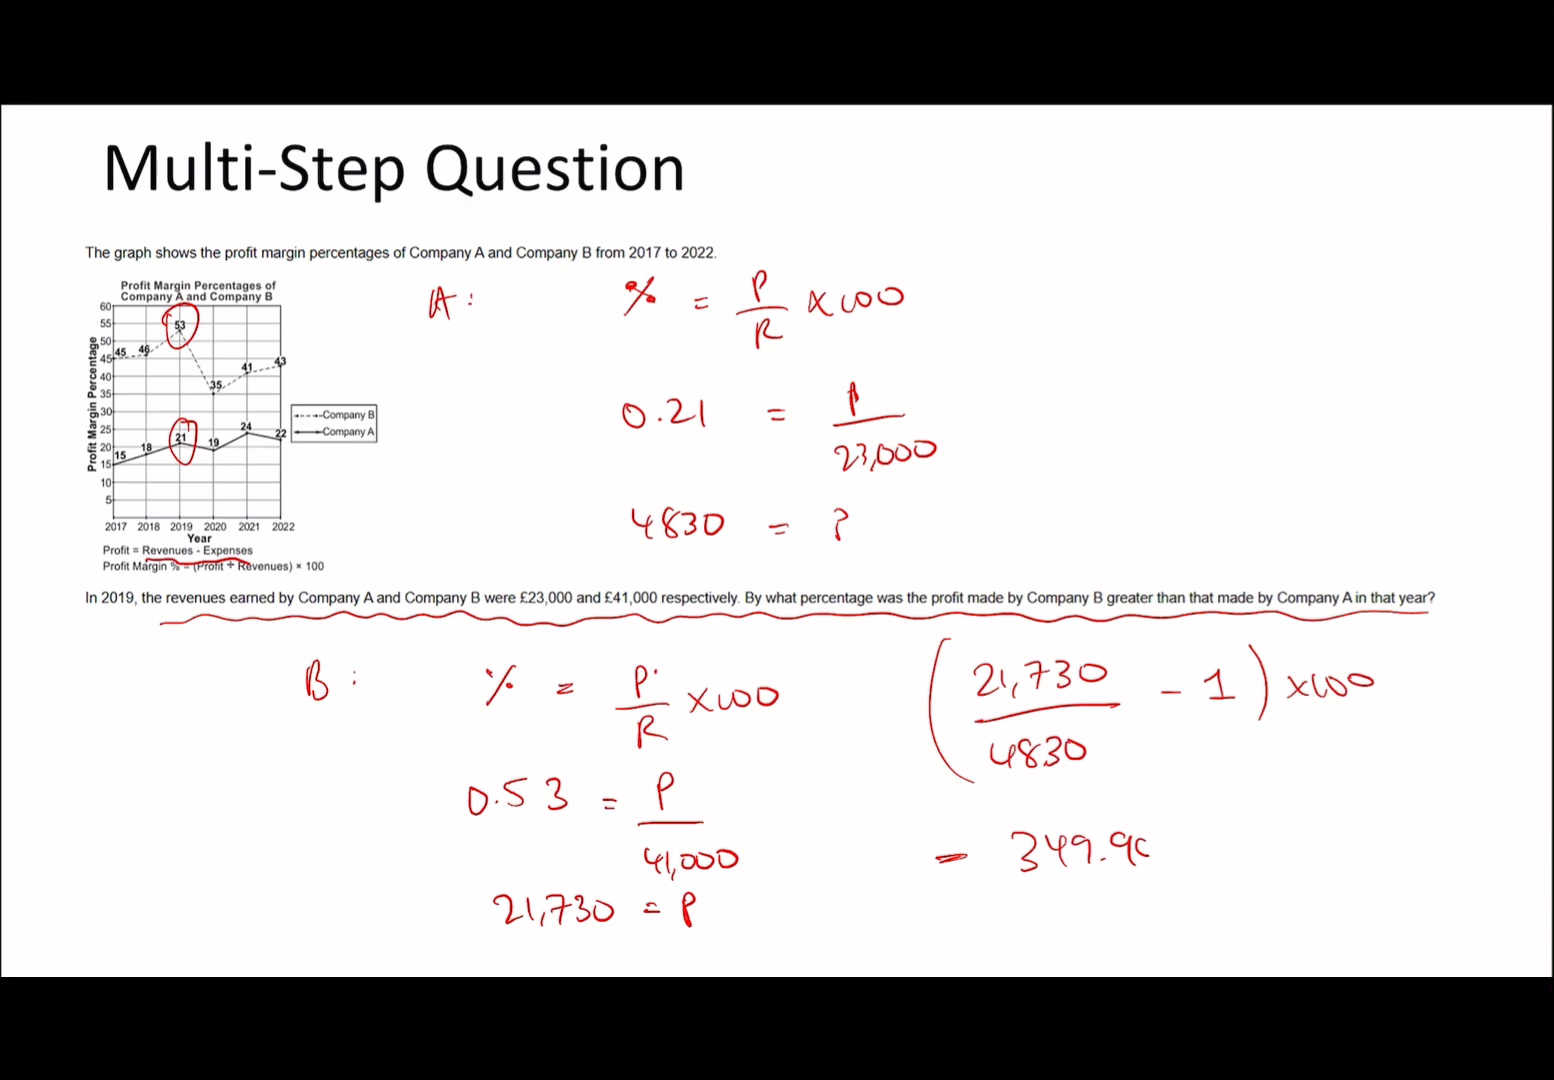 Multi-Step Question
The graph shows the profit margin percentages of Company A and Company B from 2017 to 2022.
Profit Margin Percentages of
Company A and Company B
Profit Margin Percentage
60
55
50
45
40
35
30
25
20
15
10
5
45 46 53 35 41 43
15 18 21 19 24 22
Company B
Company A
2017 2018 2019 2020 2021 2022
Year
Profit = Revenues - Expenses
Profit Margin % = (Profit ÷ Revenues) × 100
A : % = P/R × 100
0.21 = P/23,000
4830 = ?
In 2019, the revenues earned by Company A and Company B were £23,000 and £41,000 respectively. By what percentage was the profit made by Company B greater than that made by Company A in that year?
B : % = P/R × 100
0.53 = P/41,000
21,730 = P
(21,730/4830 - 1) × 100
= 349.9